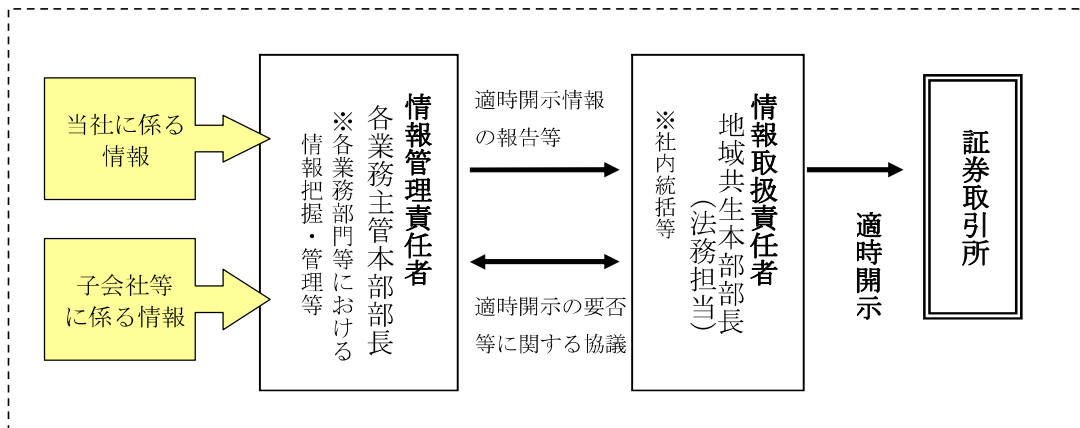 当社に係る
情報
子会社等
に係る情報
情報管理責任者
各業務主管本部部長
※各業務部門等における
情報把握・管理等
適時開示情報
の報告等
適時開示の要否
等に関する協議
情報取扱責任者
地域共生本部部長
（法務担当）
※社内統括等
適時開示
証券取引所